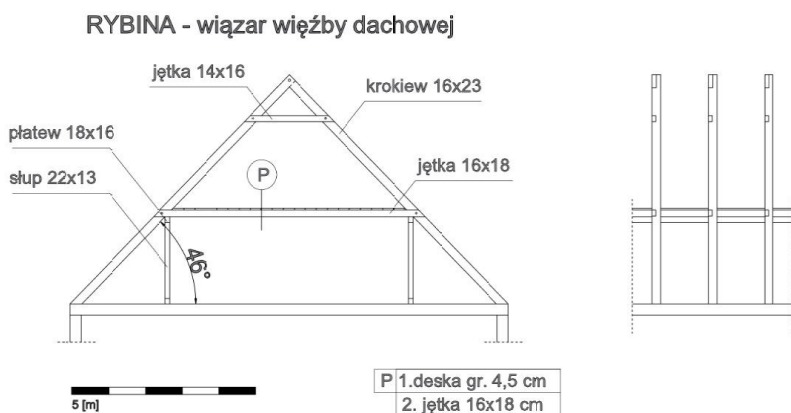 RYBINA - wiązar więźby dachowej
jętka 14x16
krokiew 16x23
płatew 18x16
słup 22x13
P
jętka 16x18
46°
5 [m]
P 1.deska gr. 4,5 cm
2. jętka 16x18 cm